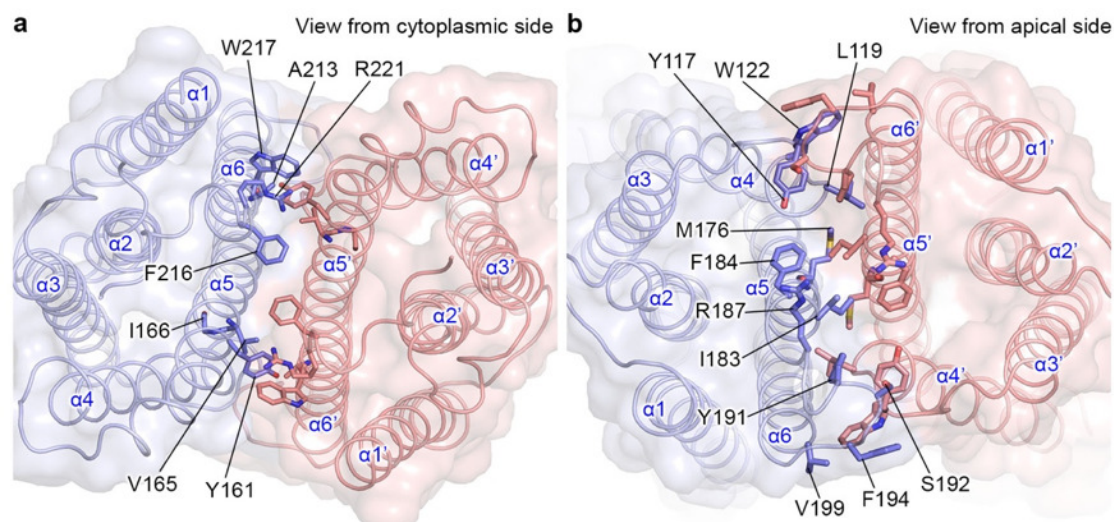 a
View from cytoplasmic side
W217
A213
R221
α1
α6
α4'
α2
α5'
α3'
α3
F216
α5
α2'
I166
α4
α6'
α1'
V165
Y161
b
View from apical side
Y117
W122
L119
α6'
α1'
α3
α4
M176
α5'
α2'
F184
α5
α2
R187
I183
α4'
α3'
α1
Y191
α6
V199
F194
S192